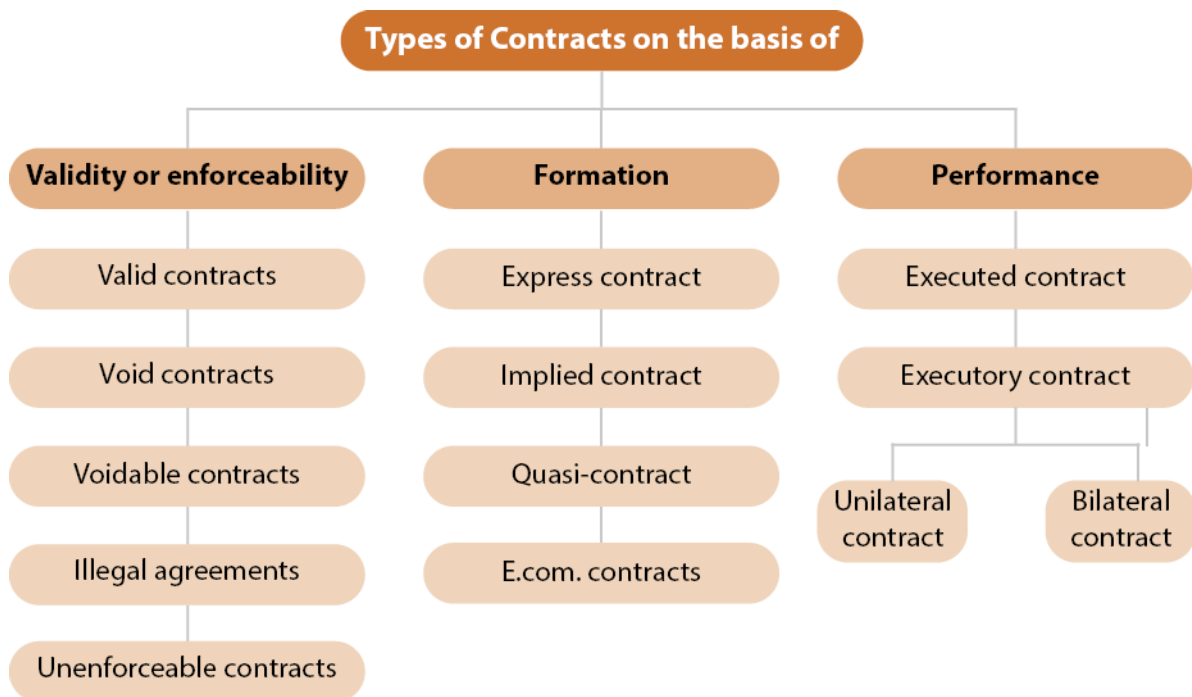 Types of Contracts on the basis of
Validity or enforceability
Valid contracts
Void contracts
Voidable contracts
Illegal agreements
Unenforceable contracts
Formation
Express contract
Implied contract
Quasi-contract
E.com. contracts
Performance
Executed contract
Executory contract
Unilateral
contract
Bilateral
contract